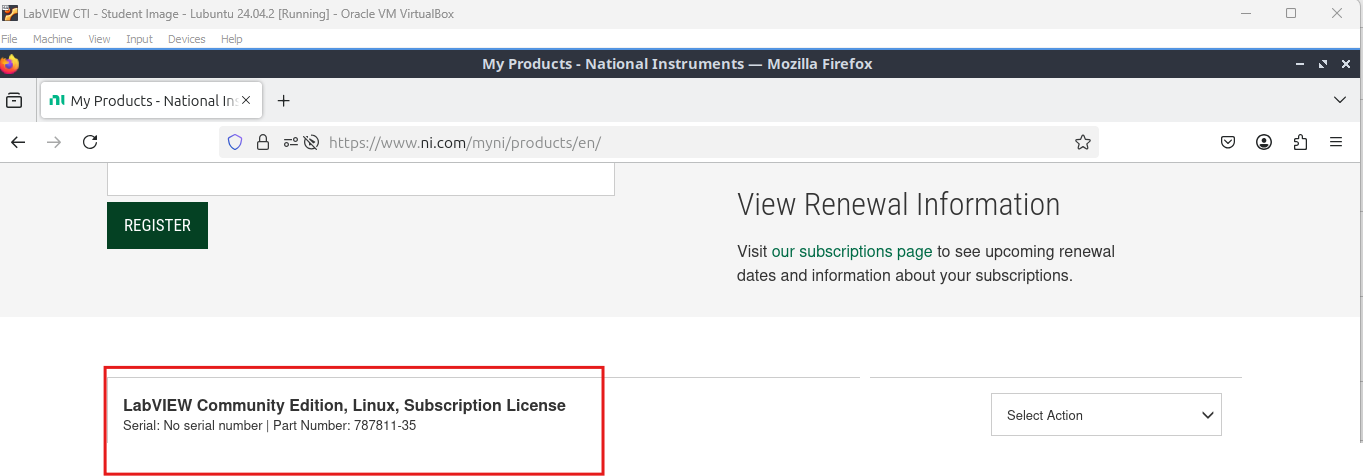 LabVIEW CTI - Student Image - Lubuntu 24.04.2 [Running] - Oracle VM VirtualBox
File Machine View Input Devices Help
My Products - National Instruments — Mozilla Firefox
My Products - National Ins
https://www.ni.com/myni/products/en/
REGISTER
View Renewal Information
Visit our subscriptions page to see upcoming renewal
dates and information about your subscriptions.
LabVIEW Community Edition, Linux, Subscription License
Serial: No serial number | Part Number: 787811-35
Select Action